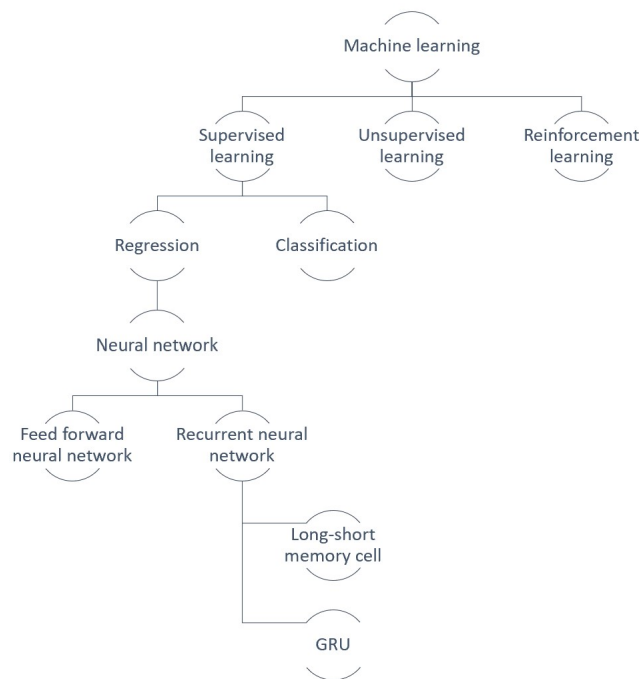 Machine learning
Supervised
learning
Unsupervised
learning
Reinforcement
learning
Regression
Classification
Neural network
Feed forward
neural network
Recurrent neural
network
Long-short
memory cell
GRU